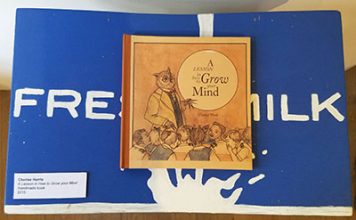 A
LESSON
in how to
Grow
your
Mind
FRES MILK
Charles Harris
A Lesson in How to Grow your Mind
handmade book
2015